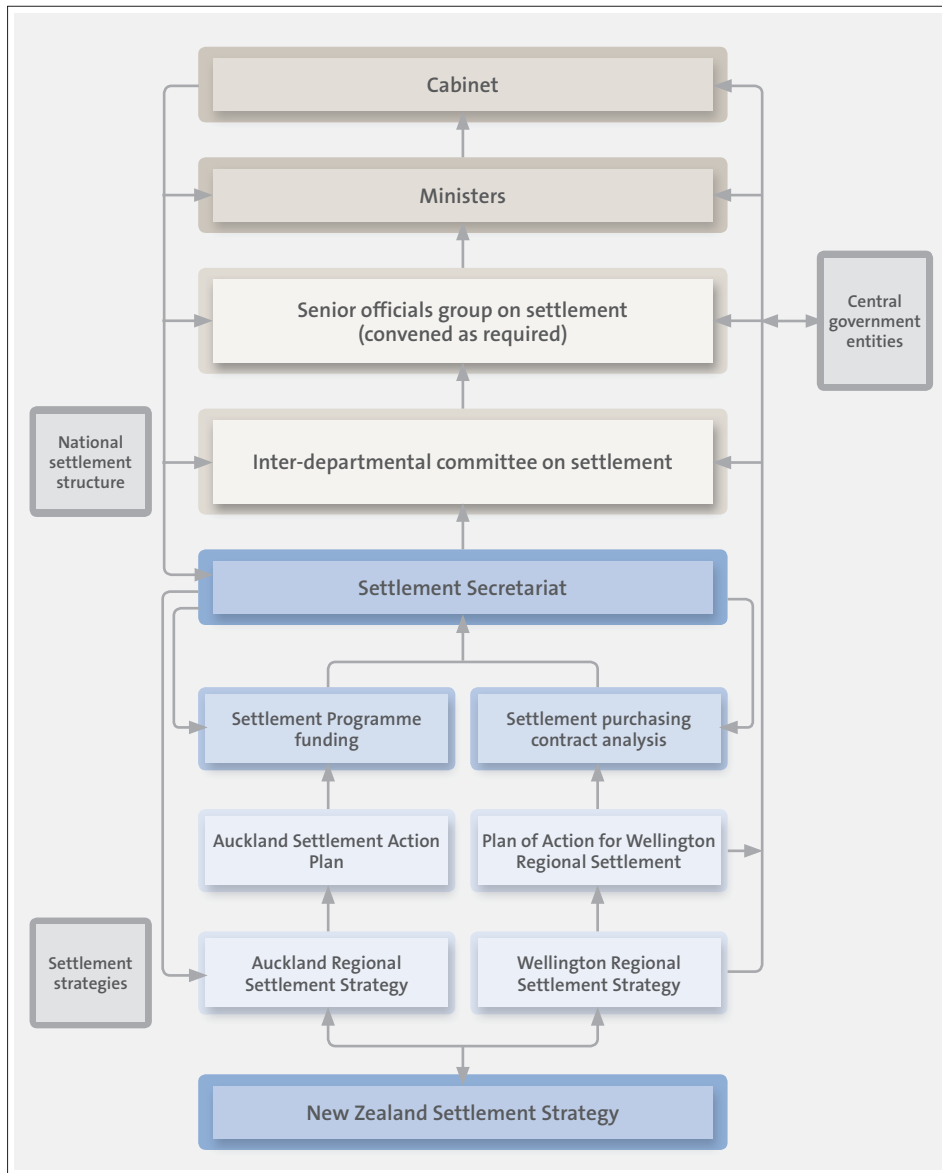 Cabinet
Ministers
Senior officials group on settlement
(convened as required)
Central
government
entities
National
settlement
structure
Inter-departmental committee on settlement
Settlement Secretariat
Settlement Programme
funding
Settlement purchasing
contract analysis
Auckland Settlement Action
Plan
Plan of Action for Wellington
Regional Settlement
Settlement
strategies
Auckland Regional
Settlement Strategy
Wellington Regional
Settlement Strategy
New Zealand Settlement Strategy